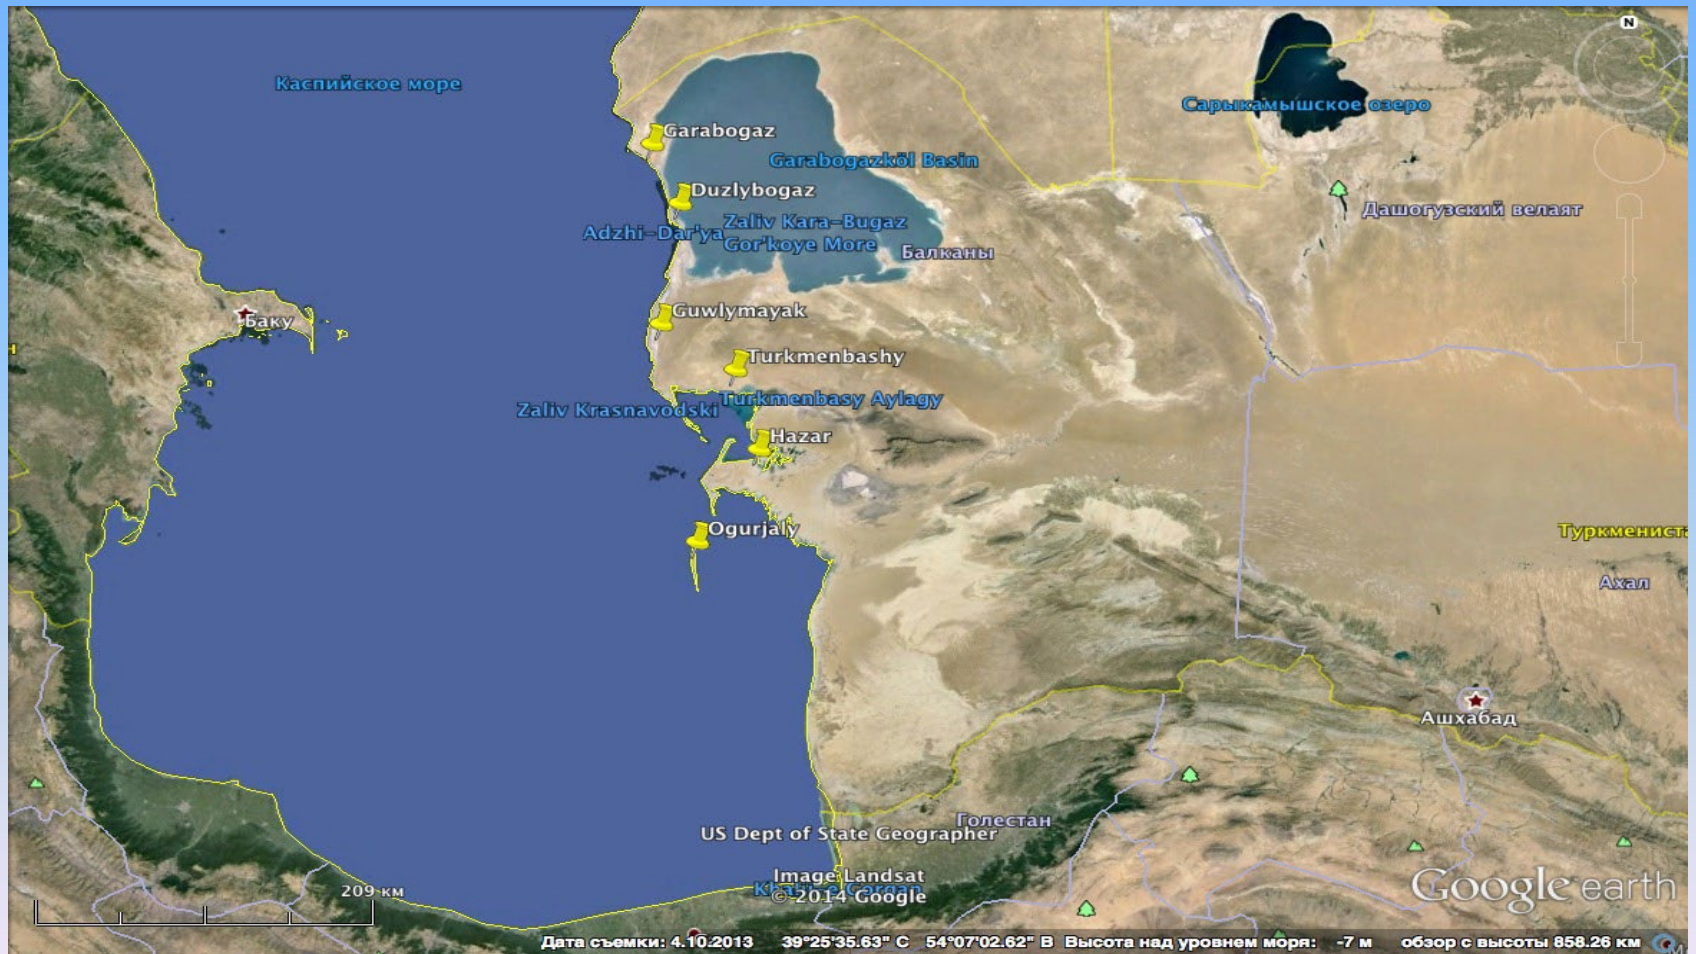 N
Каспийское море
Сарыкамышское озеро
Garabogaz
Garabogazköl Basin
Duzlybogaz
Дашогузский велаят
Zaliv Kara-Bugaz
Adzhi-Dar'ya
Gor'koye More
Балканы
Guwlymayak
Баку
н
Turkmenbashy
Turkmenbasy Aylagy
Zaliv Krasnavodski
Hazar
Ogurjaly
Туркмениста
Ахал
Ашхабад
Голестан
US Dept of State Geographer
Image Landsat
© 2014 Google
209 км
Google earth
Дата съемки: 4.10.2013 39°25'35.63" С 54°07'02.62" В Высота над уровнем моря: -7 м обзор с высоты 858.26 км